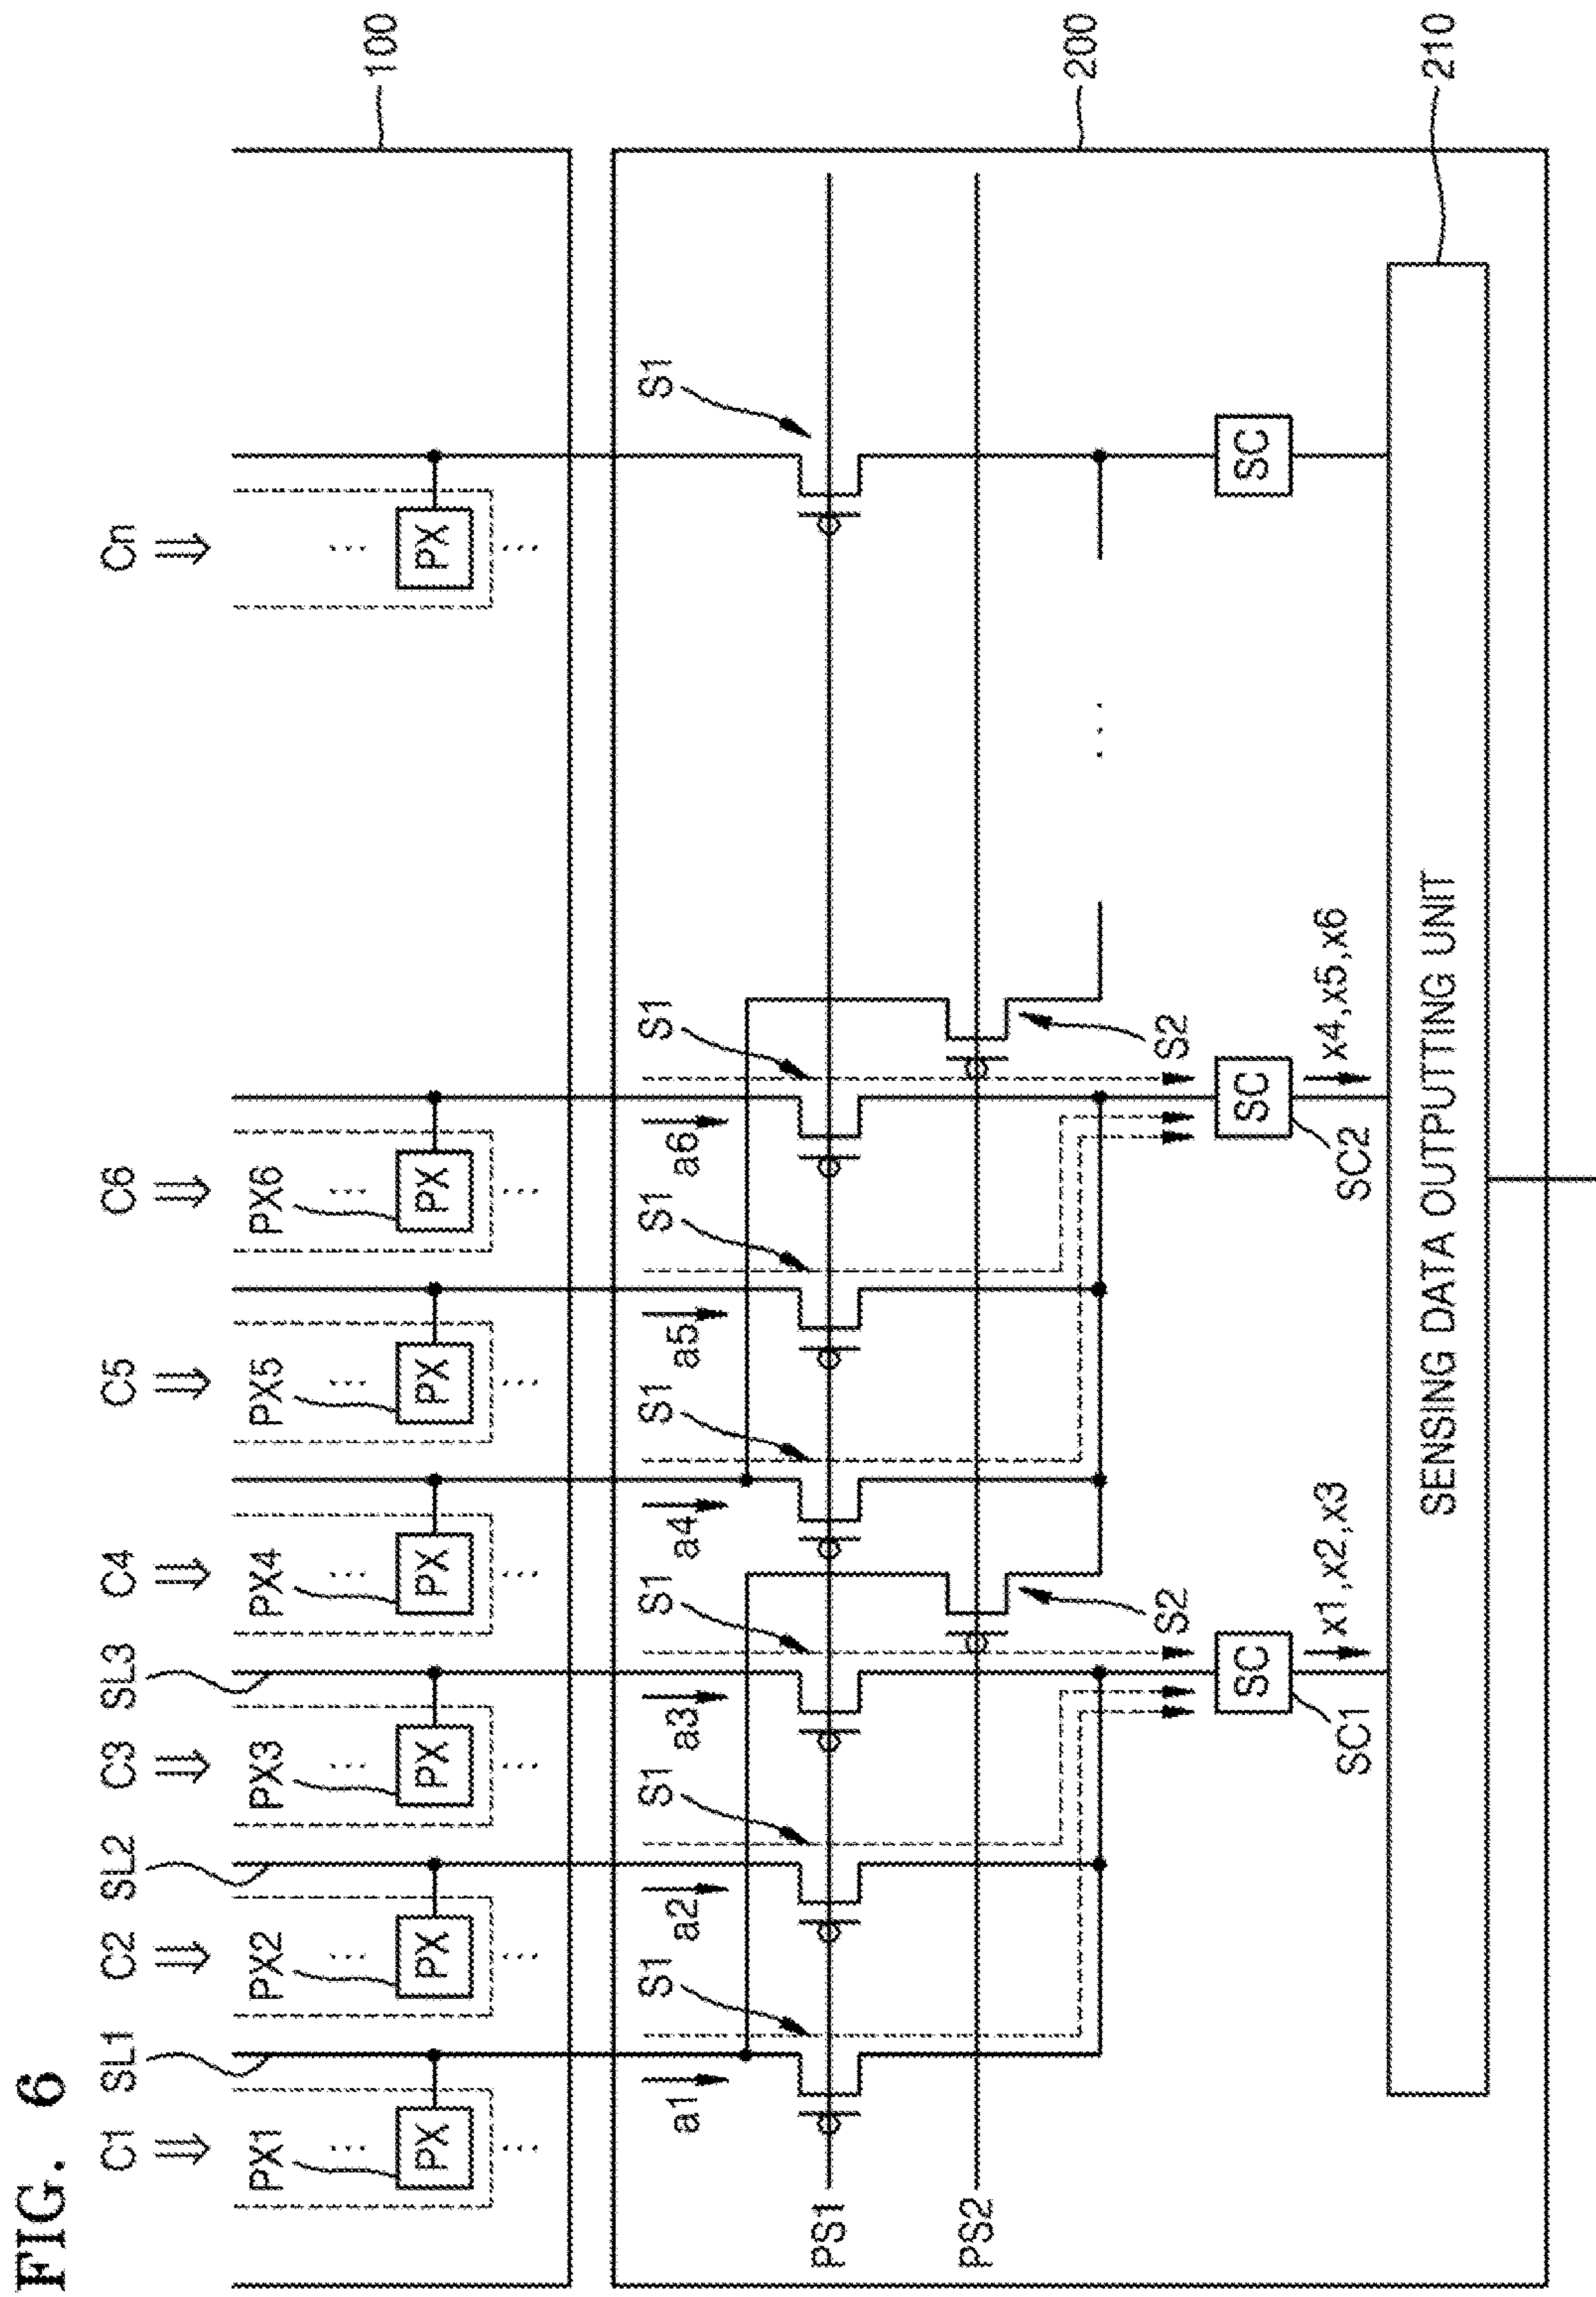 FIG. 6
C1 SL1 C2 SL2 C3 SL3 C4 C5 C6 Cn
PX1 PX2 PX3 PX4 PX5 PX6
PX PX PX PX PX PX PX
100
S1 S1 S1 S1 S1 S1 S1
a1 a2 a3 a4 a5 a6
PS1
PS2
200
S2 S2
SC SC SC
SC1 x1,x2,x3 SC2 x4,x5,x6
SENSING DATA OUTPUTTING UNIT
210